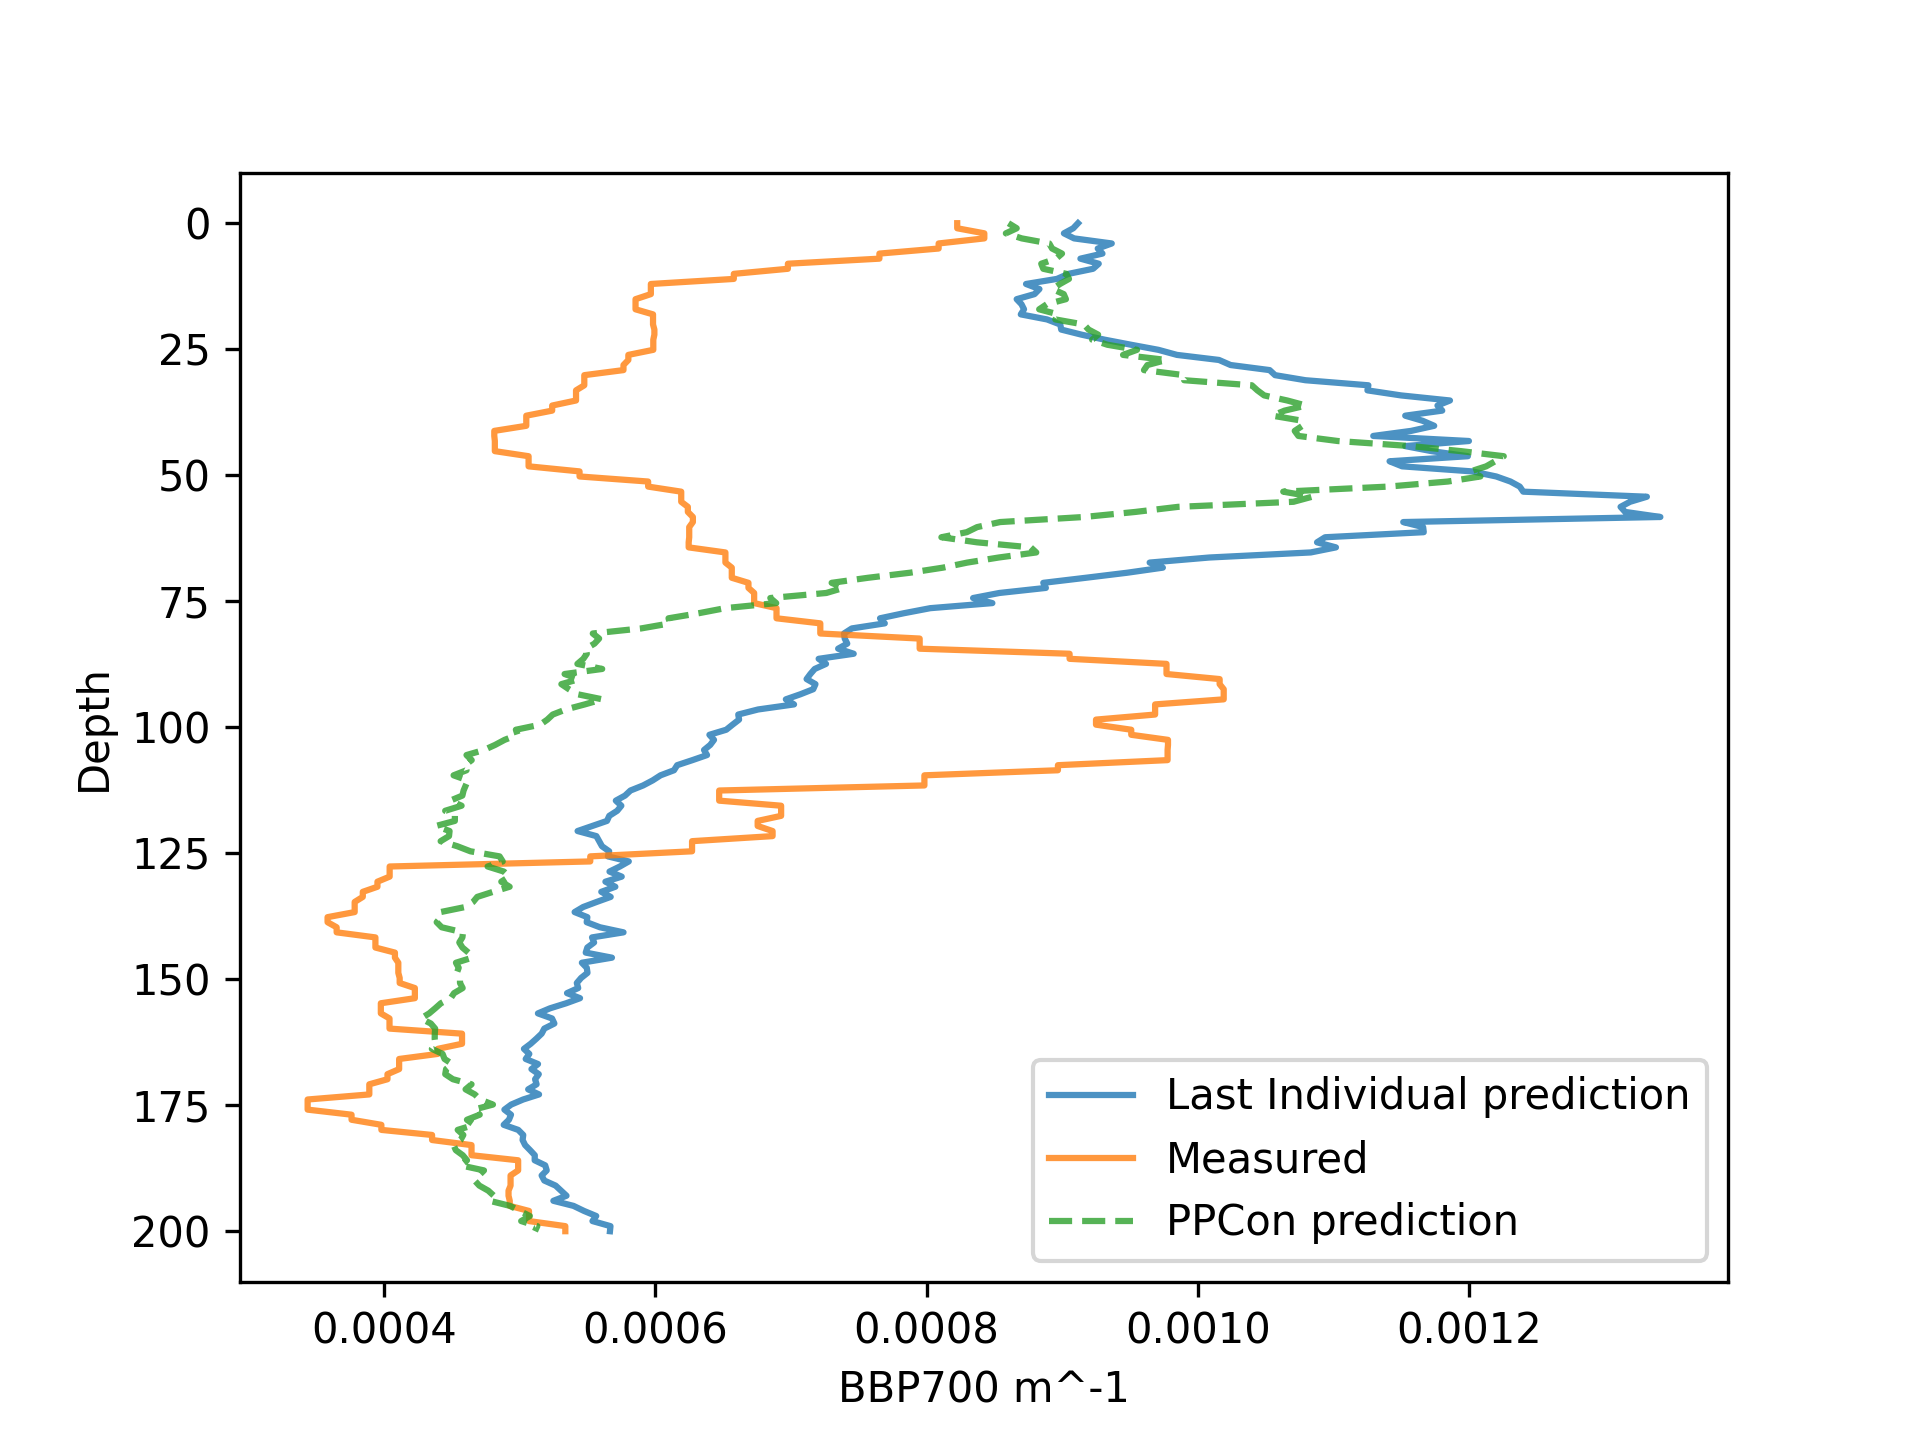 0
25
50
75
100
125
150
175
200
Depth
0.0004 0.0006 0.0008 0.0010 0.0012
BBP700 m^-1
Last Individual prediction
Measured
PPCon prediction